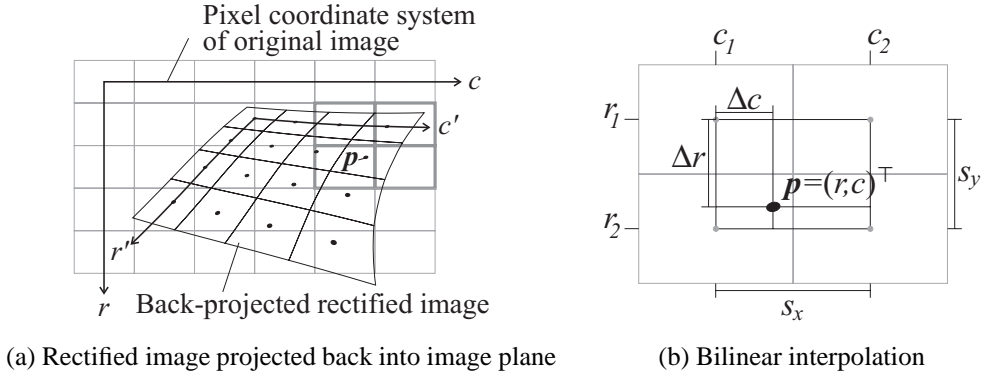 Pixel coordinate system
of original image
c
c'
p
r'
r
Back-projected rectified image
(a) Rectified image projected back into image plane
c1 c2
r1
Δc
Δr
p=(r,c)⊤
sy
r2
sx
(b) Bilinear interpolation